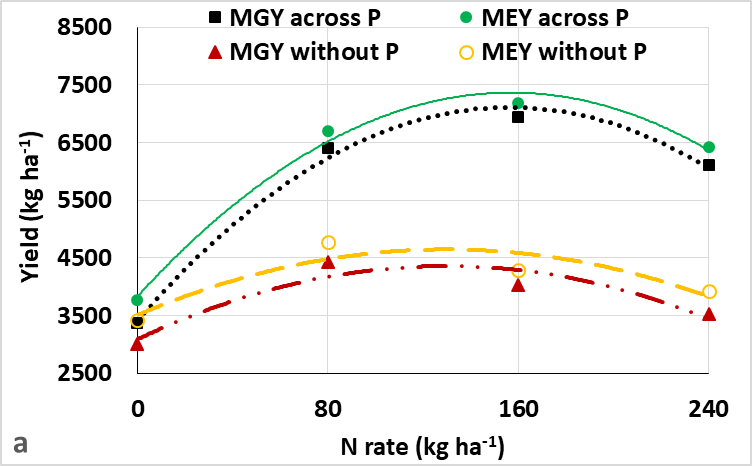 MGY across P MEY across P
MGY without P MEY without P
8500
7500
6500
5500
4500
3500
2500
Yield (kg ha-1)
0 80 160 240
N rate (kg ha-1)
a